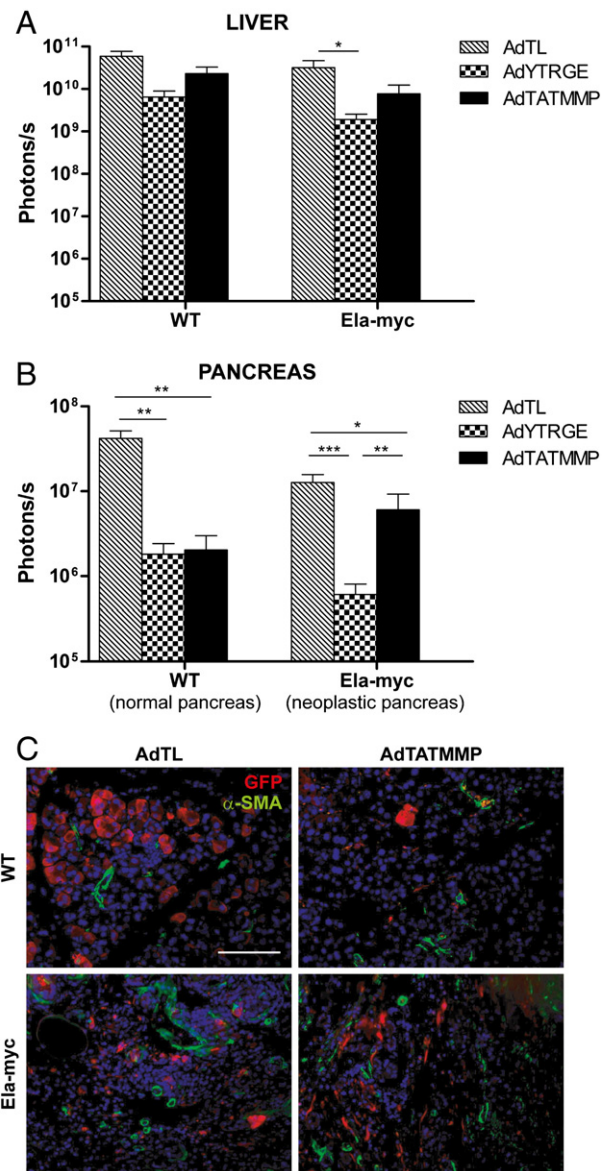 A
LIVER
Photons/s
10¹¹
10¹⁰
10⁹
10⁸
10⁷
10⁶
10⁵
*
WT
Ela-myc
AdTL
AdYTRGE
AdTATMMP
B
PANCREAS
Photons/s
10⁸
10⁷
10⁶
10⁵
**
**
*
***
**
WT
(normal pancreas)
Ela-myc
(neoplastic pancreas)
AdTL
AdYTRGE
AdTATMMP
C
AdTL
AdTATMMP
GFP
α-SMA
WT
Ela-myc